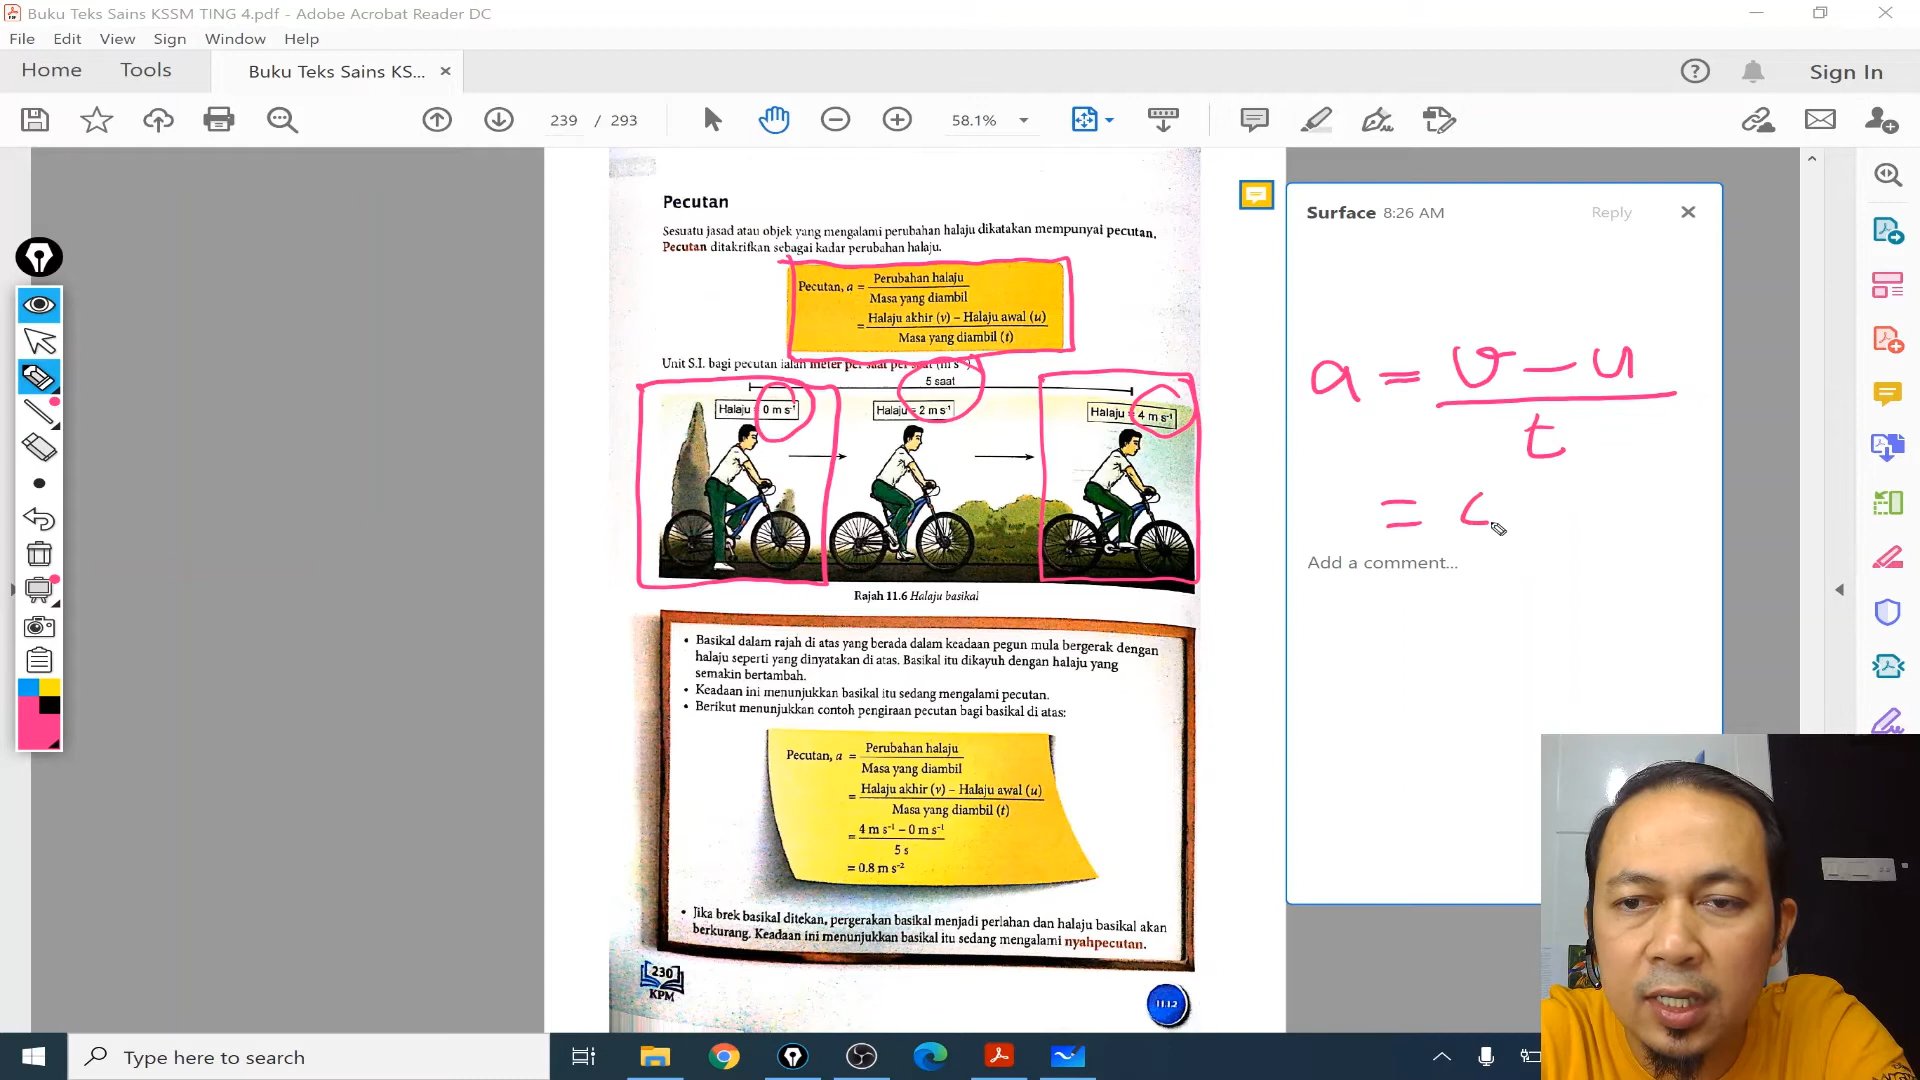 Buku Teks Sains KSSM TING 4.pdf - Adobe Acrobat Reader DC
File Edit View Sign Window Help
Home Tools Buku Teks Sains KS... × Sign In
239 / 293 58.1%
Pecutan
Sesuatu jasad atau objek yang mengalami perubahan halaju dikatakan mempunyai pecutan.
Pecutan ditakrifkan sebagai kadar perubahan halaju.
Pecutan, a = Perubahan halaju
Masa yang diambil
= Halaju akhir (v) – Halaju awal (u)
Masa yang diambil (t)
Unit S.I. bagi pecutan ialah meter per saat per saat (m s⁻²).
5 saat
Halaju = 0 m s⁻¹ Halaju = 2 m s⁻¹ Halaju = 4 m s⁻¹
Rajah 11.6 Halaju basikal
• Basikal dalam rajah di atas yang berada dalam keadaan pegun mula bergerak dengan
halaju seperti yang dinyatakan di atas. Basikal itu dikayuh dengan halaju yang
semakin bertambah.
• Keadaan ini menunjukkan basikal itu sedang mengalami pecutan.
• Berikut menunjukkan contoh pengiraan pecutan bagi basikal di atas:
Pecutan, a = Perubahan halaju
Masa yang diambil
= Halaju akhir (v) – Halaju awal (u)
Masa yang diambil (t)
= 4 m s⁻¹ – 0 m s⁻¹
5 s
= 0.8 m s⁻²
• Jika brek basikal ditekan, pergerakan basikal menjadi perlahan dan halaju basikal akan
berkurang. Keadaan ini menunjukkan basikal itu sedang mengalami nyahpecutan.
230
KPM
11.1.2
Surface 8:26 AM Reply
a = v – u
t
=
Add a comment...
Type here to search